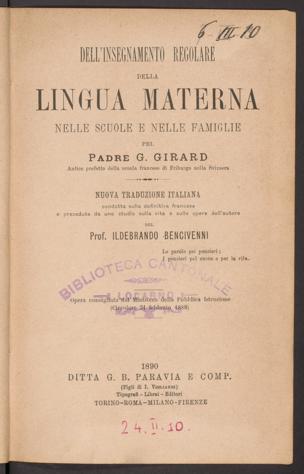 6 III 10
DELL'INSEGNAMENTO REGOLARE
DELLA
LINGUA MATERNA
NELLE SCUOLE E NELLE FAMIGLIE
PEL
PADRE G. GIRARD
Antico prefetto della scuola francese di Friburgo nella Svizzera
NUOVA TRADUZIONE ITALIANA
condotta sulla definitiva francese
e preceduta da uno studio sulla vita e sulle opere dell'autore
DEL
Prof. ILDEBRANDO BENCIVENNI
Le parole pei pensieri;
I pensieri pel cuore e per la vita.
BIBLIOTECA CANTONALE
LOCARNO
opera consigliata dal Ministero della Pubblica Istruzione
(Circolare 24 febbraio 1888)
1890
DITTA G. B. PARAVIA E COMP.
(Figli di I. VIGLIARDI)
Tipografi - Librai - Editori
TORINO-ROMA-MILANO-FIRENZE
24. II. 10.